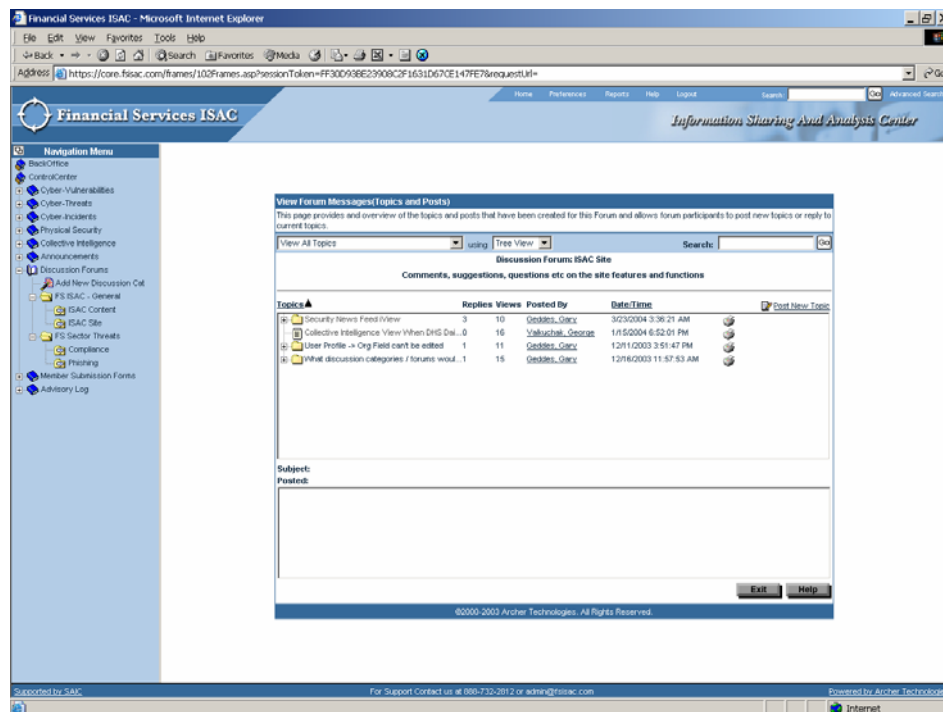 Financial Services ISAC - Microsoft Internet Explorer
File Edit View Favorites Tools Help
Back Search Favorites Media
Address https://core.fsisac.com/frames/102Frames.asp?sessionToken=FF30D93BE23908C2F1631D67CE147FE7&requestUrl=
Home Preferences Reports Help Logout Search: Go Advanced Search
Financial Services ISAC
Information Sharing And Analysis Center
Navigation Menu
BackOffice
ControlCenter
Cyber-Vulnerabilities
Cyber-Threats
Cyber-Incidents
Physical Security
Collective Intelligence
Announcements
Discussion Forums
Add New Discussion Cat
FS ISAC - General
ISAC Content
ISAC Site
FS Sector Threats
Compliance
Phishing
Member Submission Forms
Advisory Log
View Forum Messages(Topics and Posts)
This page provides and overview of the topics and posts that have been created for this Forum and allows forum participants to post new topics or reply to
current topics.
View All Topics using Tree View Search: Go
Discussion Forum: ISAC Site
Comments, suggestions, questions etc on the site features and functions
Topics Replies Views Posted By Date/Time Post New Topic
Security News Feed iView 3 10 Geddes, Gary 3/23/2004 3:36:21 AM
Collective Intelligence View When DHS Dai...0 16 Vakuchak, George 1/15/2004 6:52:01 PM
User Profile -> Org Field can't be edited 1 11 Geddes, Gary 12/11/2003 3:51:47 PM
What discussion categories / forums woul...1 15 Geddes, Gary 12/16/2003 11:57:53 AM
Subject:
Posted:
Exit Help
©2000-2003 Archer Technologies. All Rights Reserved.
Supported by SAIC For Support Contact us at 888-732-2812 or admin@fsisac.com Powered by Archer Technologie
Internet